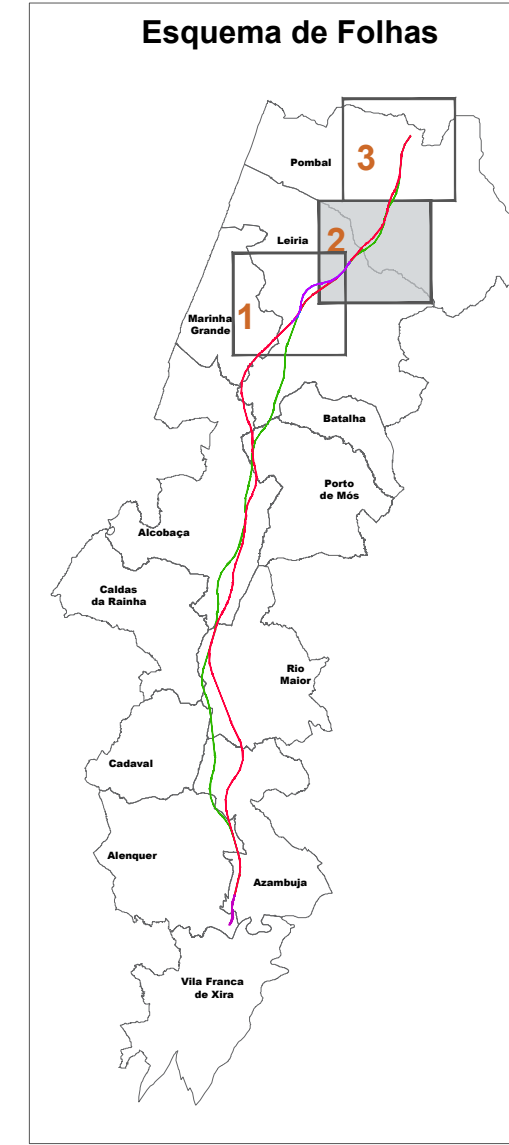 Esquema de Folhas
3
Pombal
2
Leiria
1
Marinha
Grande
Batalha
Porto
de Mós
Alcobaça
Caldas
da Rainha
Rio
Maior
Cadaval
Alenquer
Azambuja
Vila Franca
de Xira